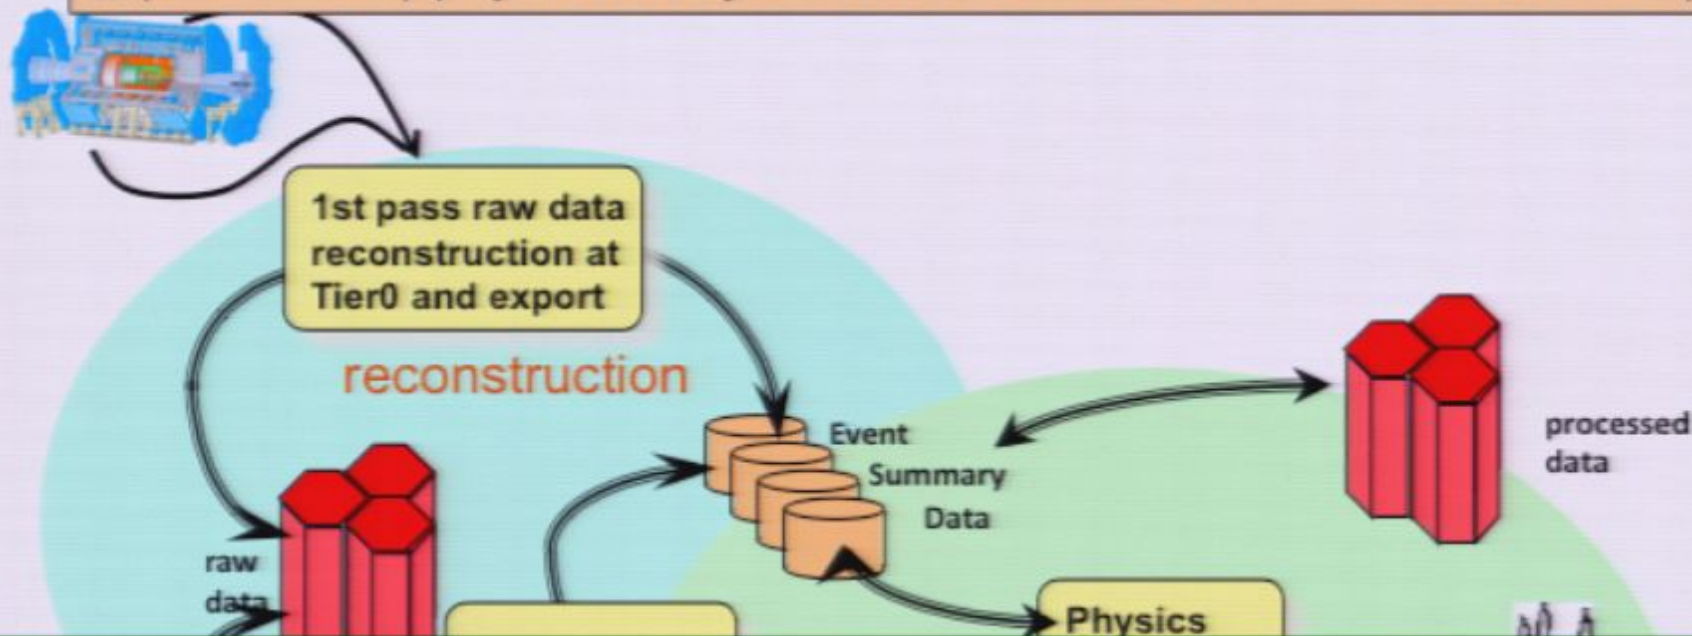 1st pass raw data
reconstruction at
Tier0 and export
reconstruction
Event
Summary
Data
processed
data
raw
data
Physics